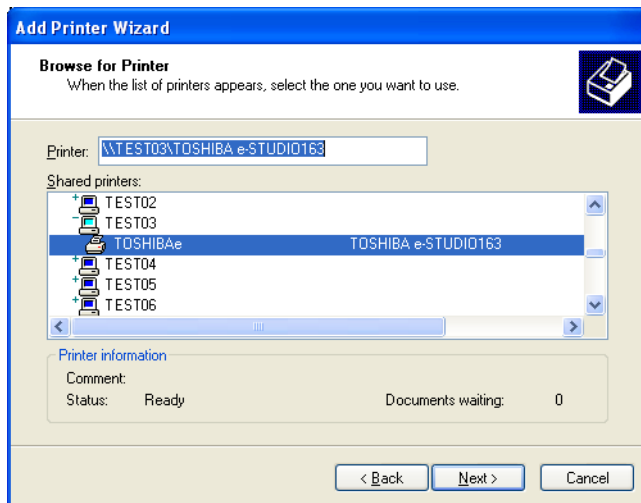 Add Printer Wizard
Browse for Printer
When the list of printers appears, select the one you want to use.
Printer: \\TEST03\TOSHIBA e-STUDIO163
Shared printers:
TEST02
TEST03
TOSHIBAe TOSHIBA e-STUDIO163
TEST04
TEST05
TEST06
Printer information
Comment:
Status: Ready Documents waiting: 0
< Back Next > Cancel